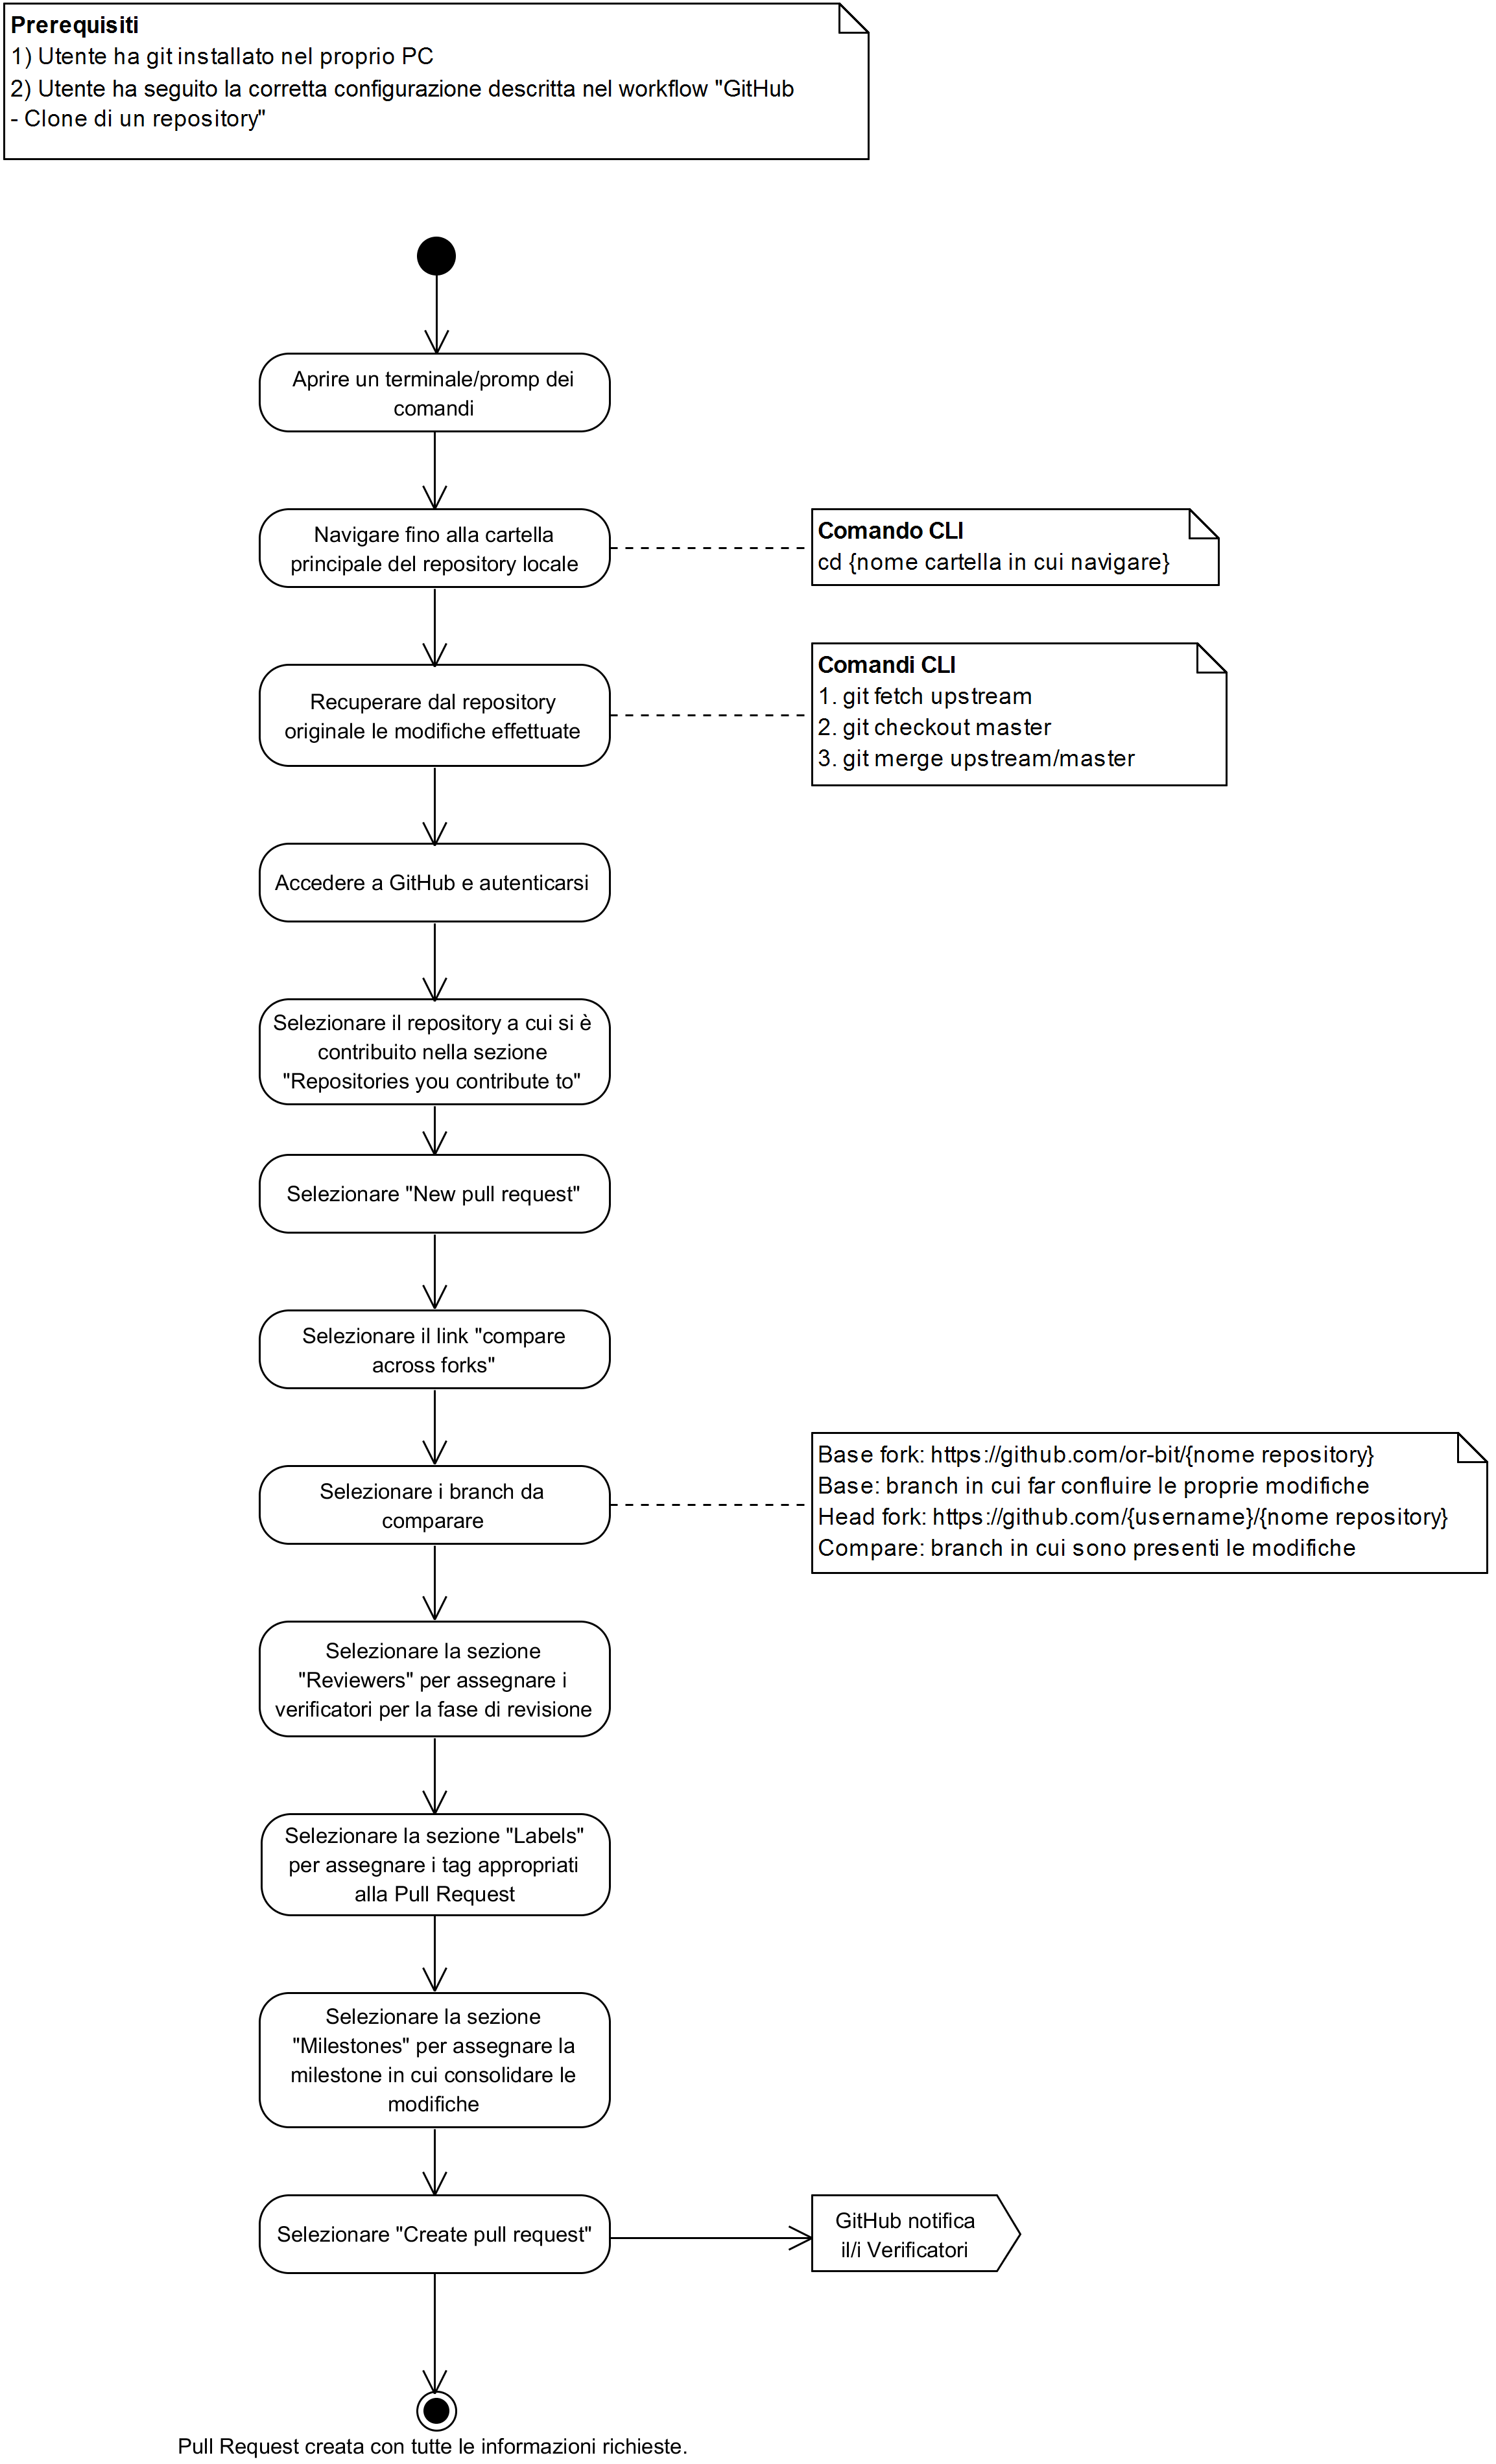 Prerequisiti
1) Utente ha git installato nel proprio PC
2) Utente ha seguito la corretta configurazione descritta nel workflow "GitHub
- Clone di un repository"
Aprire un terminale/promp dei
comandi
Navigare fino alla cartella
principale del repository locale
Comando CLI
cd {nome cartella in cui navigare}
Recuperare dal repository
originale le modifiche effettuate
Comandi CLI
1. git fetch upstream
2. git checkout master
3. git merge upstream/master
Accedere a GitHub e autenticarsi
Selezionare il repository a cui si è
contribuito nella sezione
"Repositories you contribute to"
Selezionare "New pull request"
Selezionare il link "compare
across forks"
Selezionare i branch da
comparare
Base fork: https://github.com/or-bit/{nome repository}
Base: branch in cui far confluire le proprie modifiche
Head fork: https://github.com/{username}/{nome repository}
Compare: branch in cui sono presenti le modifiche
Selezionare la sezione
"Reviewers" per assegnare i
verificatori per la fase di revisione
Selezionare la sezione "Labels"
per assegnare i tag appropriati
alla Pull Request
Selezionare la sezione
"Milestones" per assegnare la
milestone in cui consolidare le
modifiche
Selezionare "Create pull request"
GitHub notifica
il/i Verificatori
Pull Request creata con tutte le informazioni richieste.